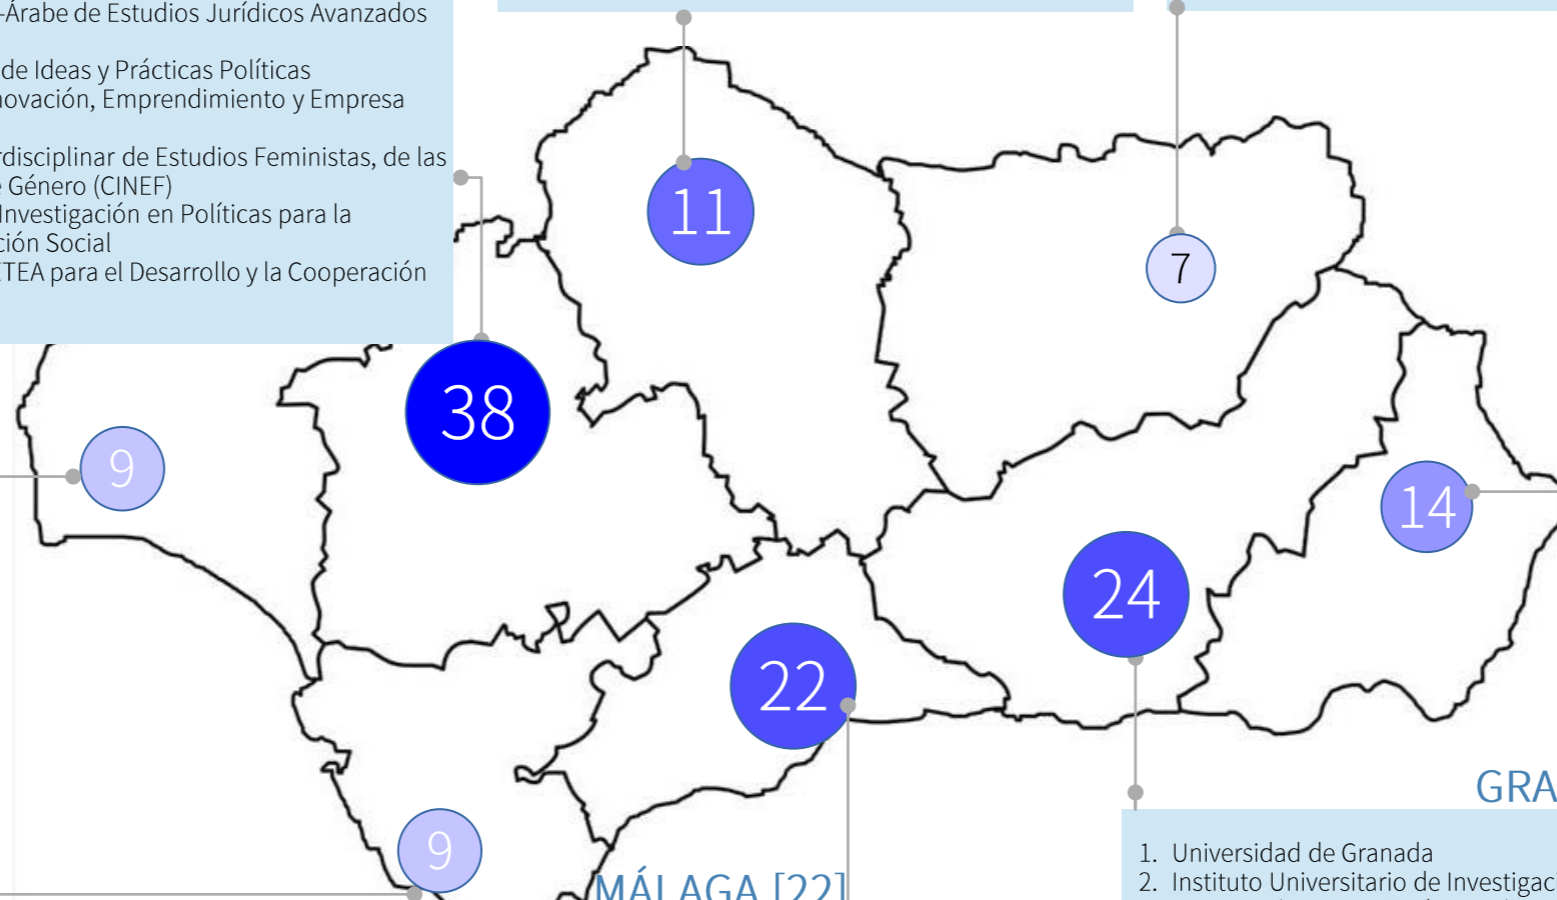 -Árabe de Estudios Jurídicos Avanzados
de Ideas y Prácticas Políticas
novación, Emprendimiento y Empresa
rdisciplinar de Estudios Feministas, de las
e Género (CINEF)
Investigación en Políticas para la
ción Social
ETEA para el Desarrollo y la Cooperación
11
7
38
9
14
24
22
9
GRA
MÁLAGA [22]
1. Universidad de Granada
2. Instituto Universitario de Investigaci